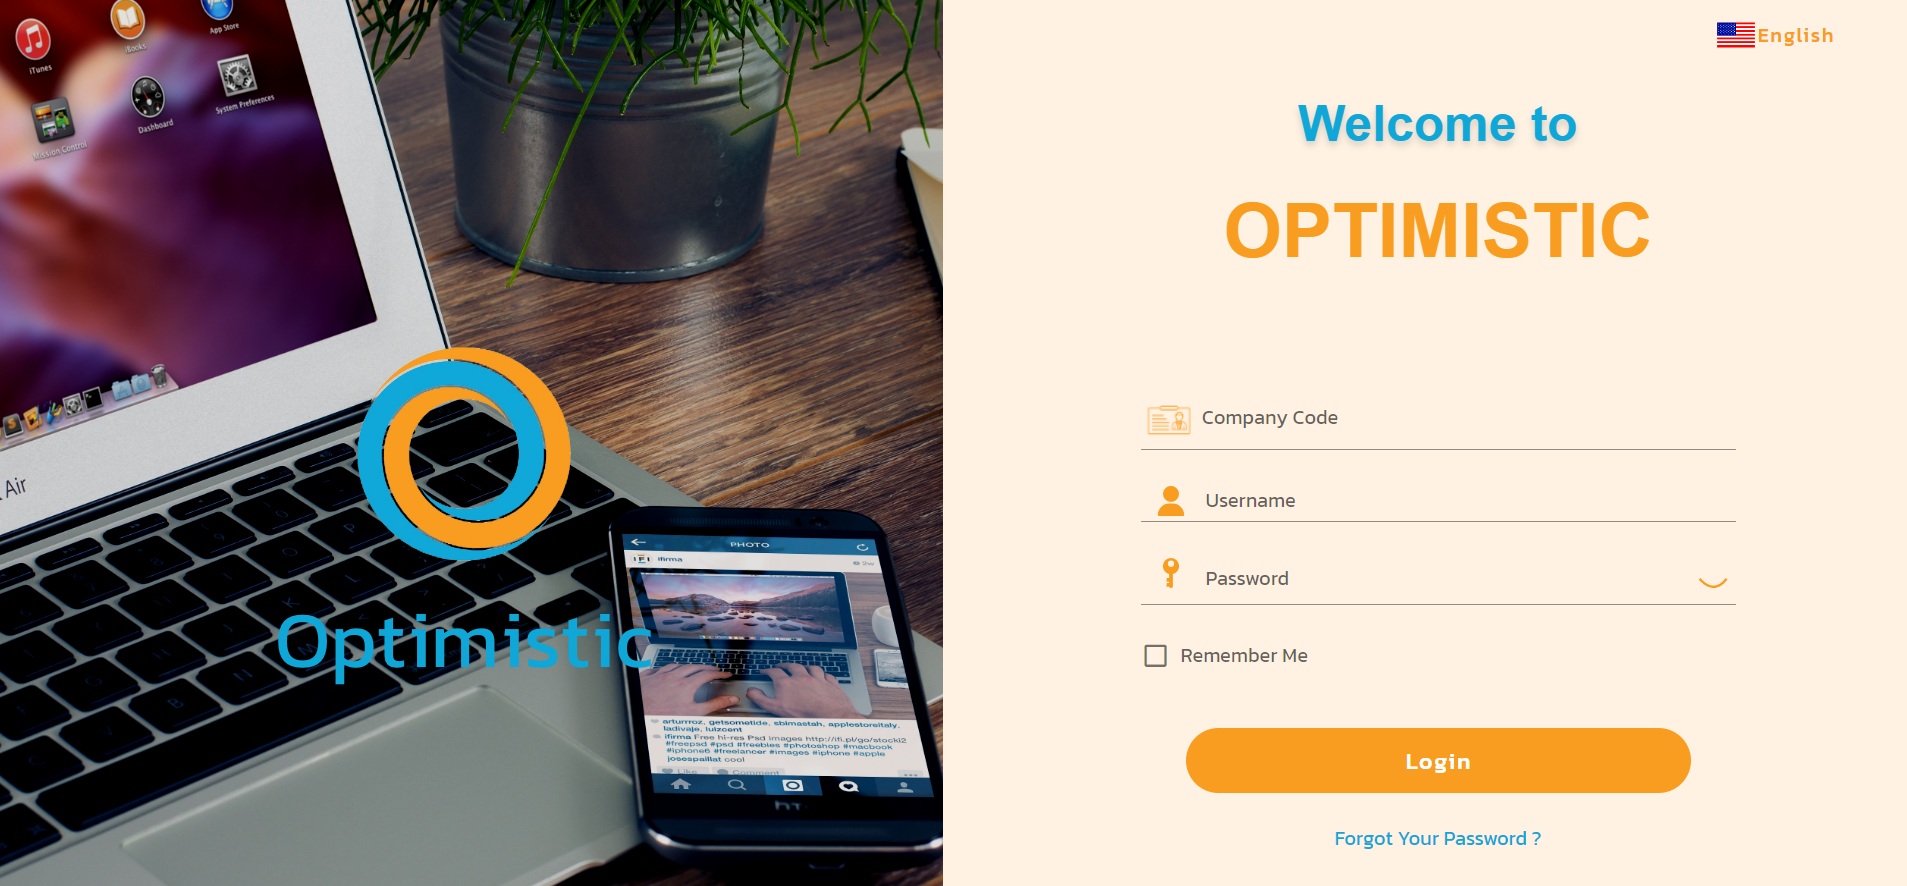 iTunes
iBooks
App Store
Mission Control
Dashboard
System Preferences
Air
Optimistic
PHOTO
ifirma
arturrroz, getsometide, sbimastah, applestoreitaly,
ladivaje, luizcent
ifirma Free hi-res Psd images http://ifi.pl/go/stocki2
#freepsd #psd #freebies #photoshop #macbook
#iphone6 #freelancer #images #iphone #apple
josespaillat cool
Like
Comment
English
Welcome to
OPTIMISTIC
Company Code
Username
Password
Remember Me
Login
Forgot Your Password ?